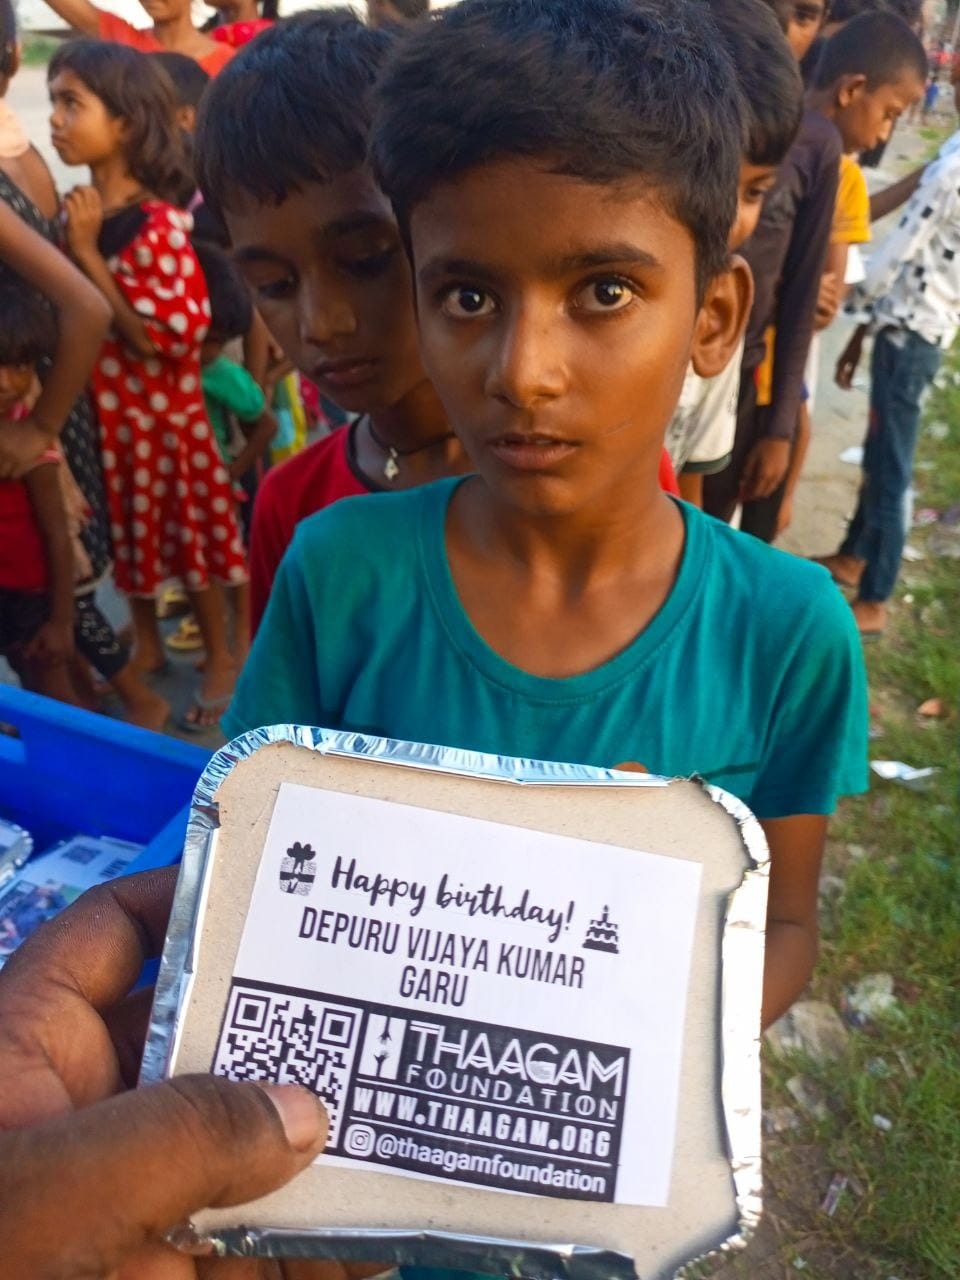 Happy birthday!
DEPURU VIJAYA KUMAR
GARU
THAAGAM
FOUNDATION
WWW.THAAGAM.ORG
@thaagamfoundation